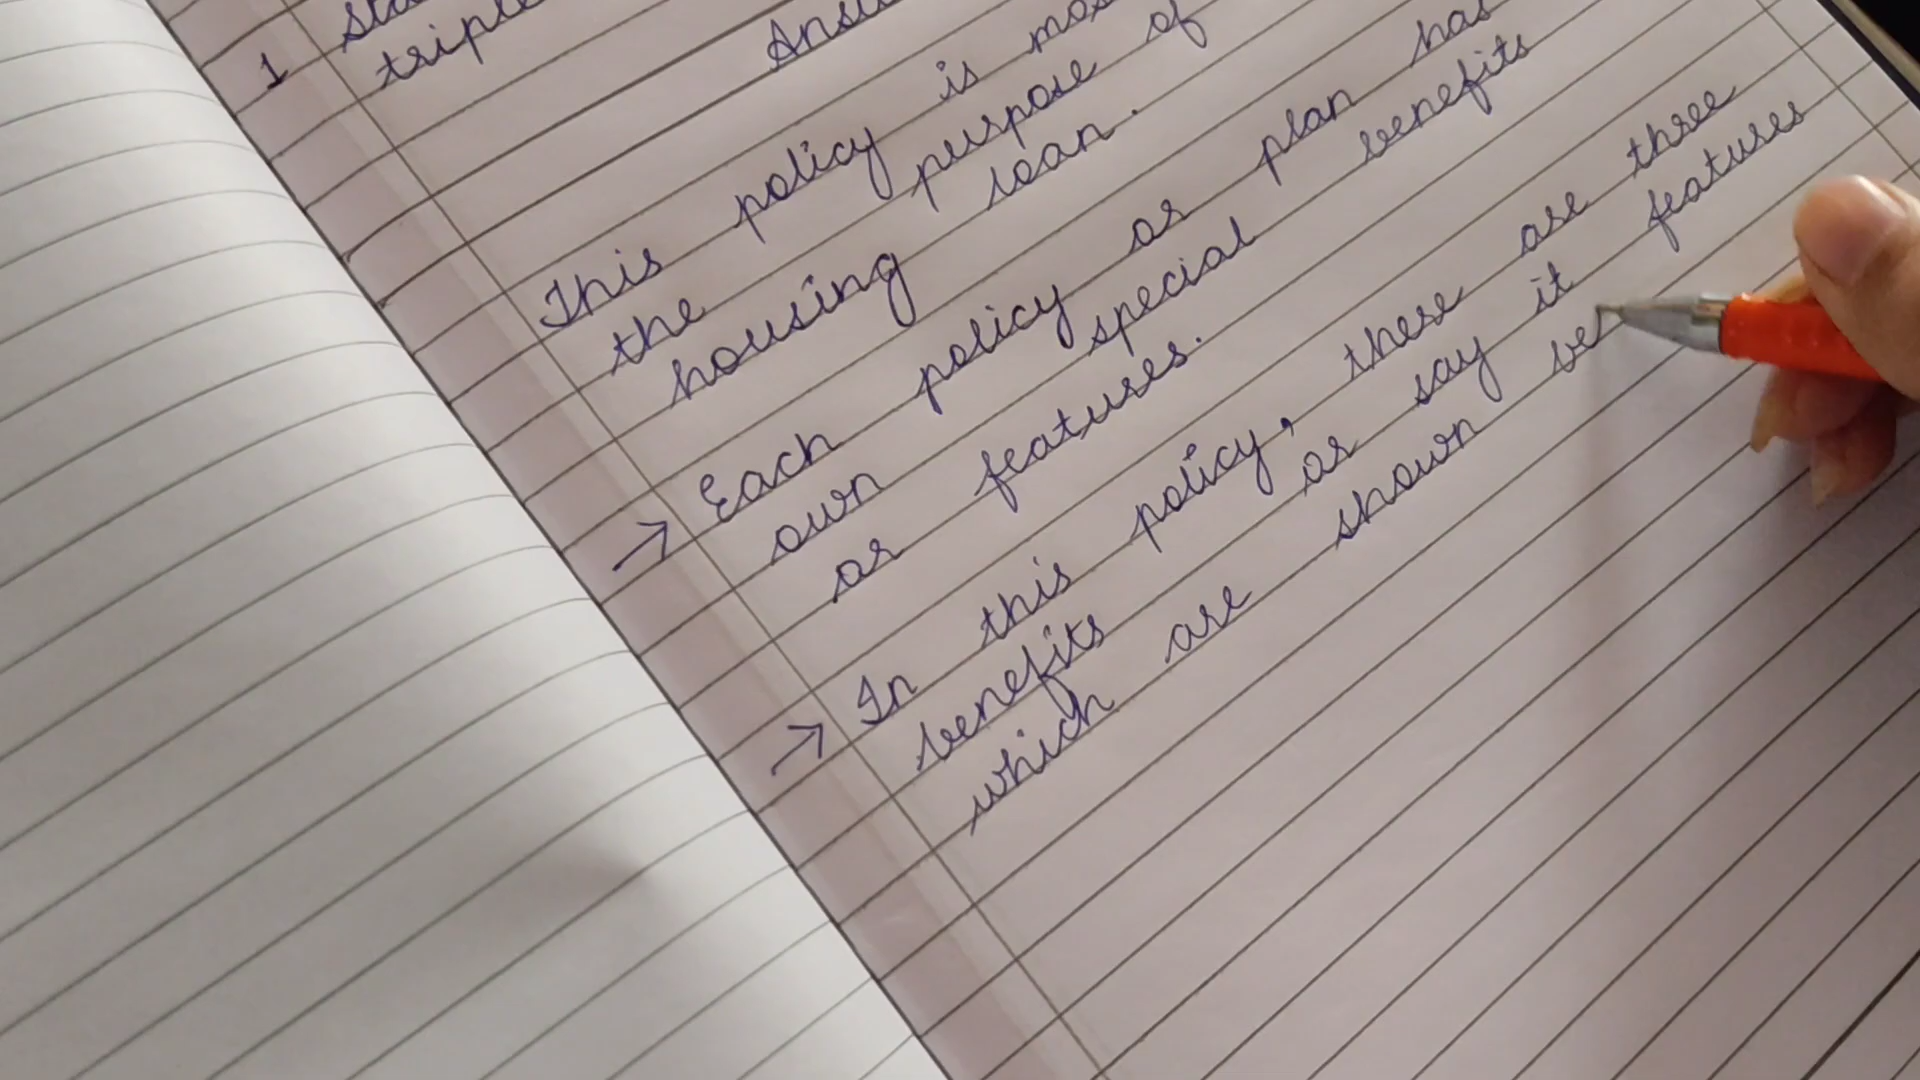 1
This policy is
the purpose of
housing loan.
→ Each policy or plan has
own special benefits
or features.
→ In this policy, there are three
benefits or say it features
which are shown be